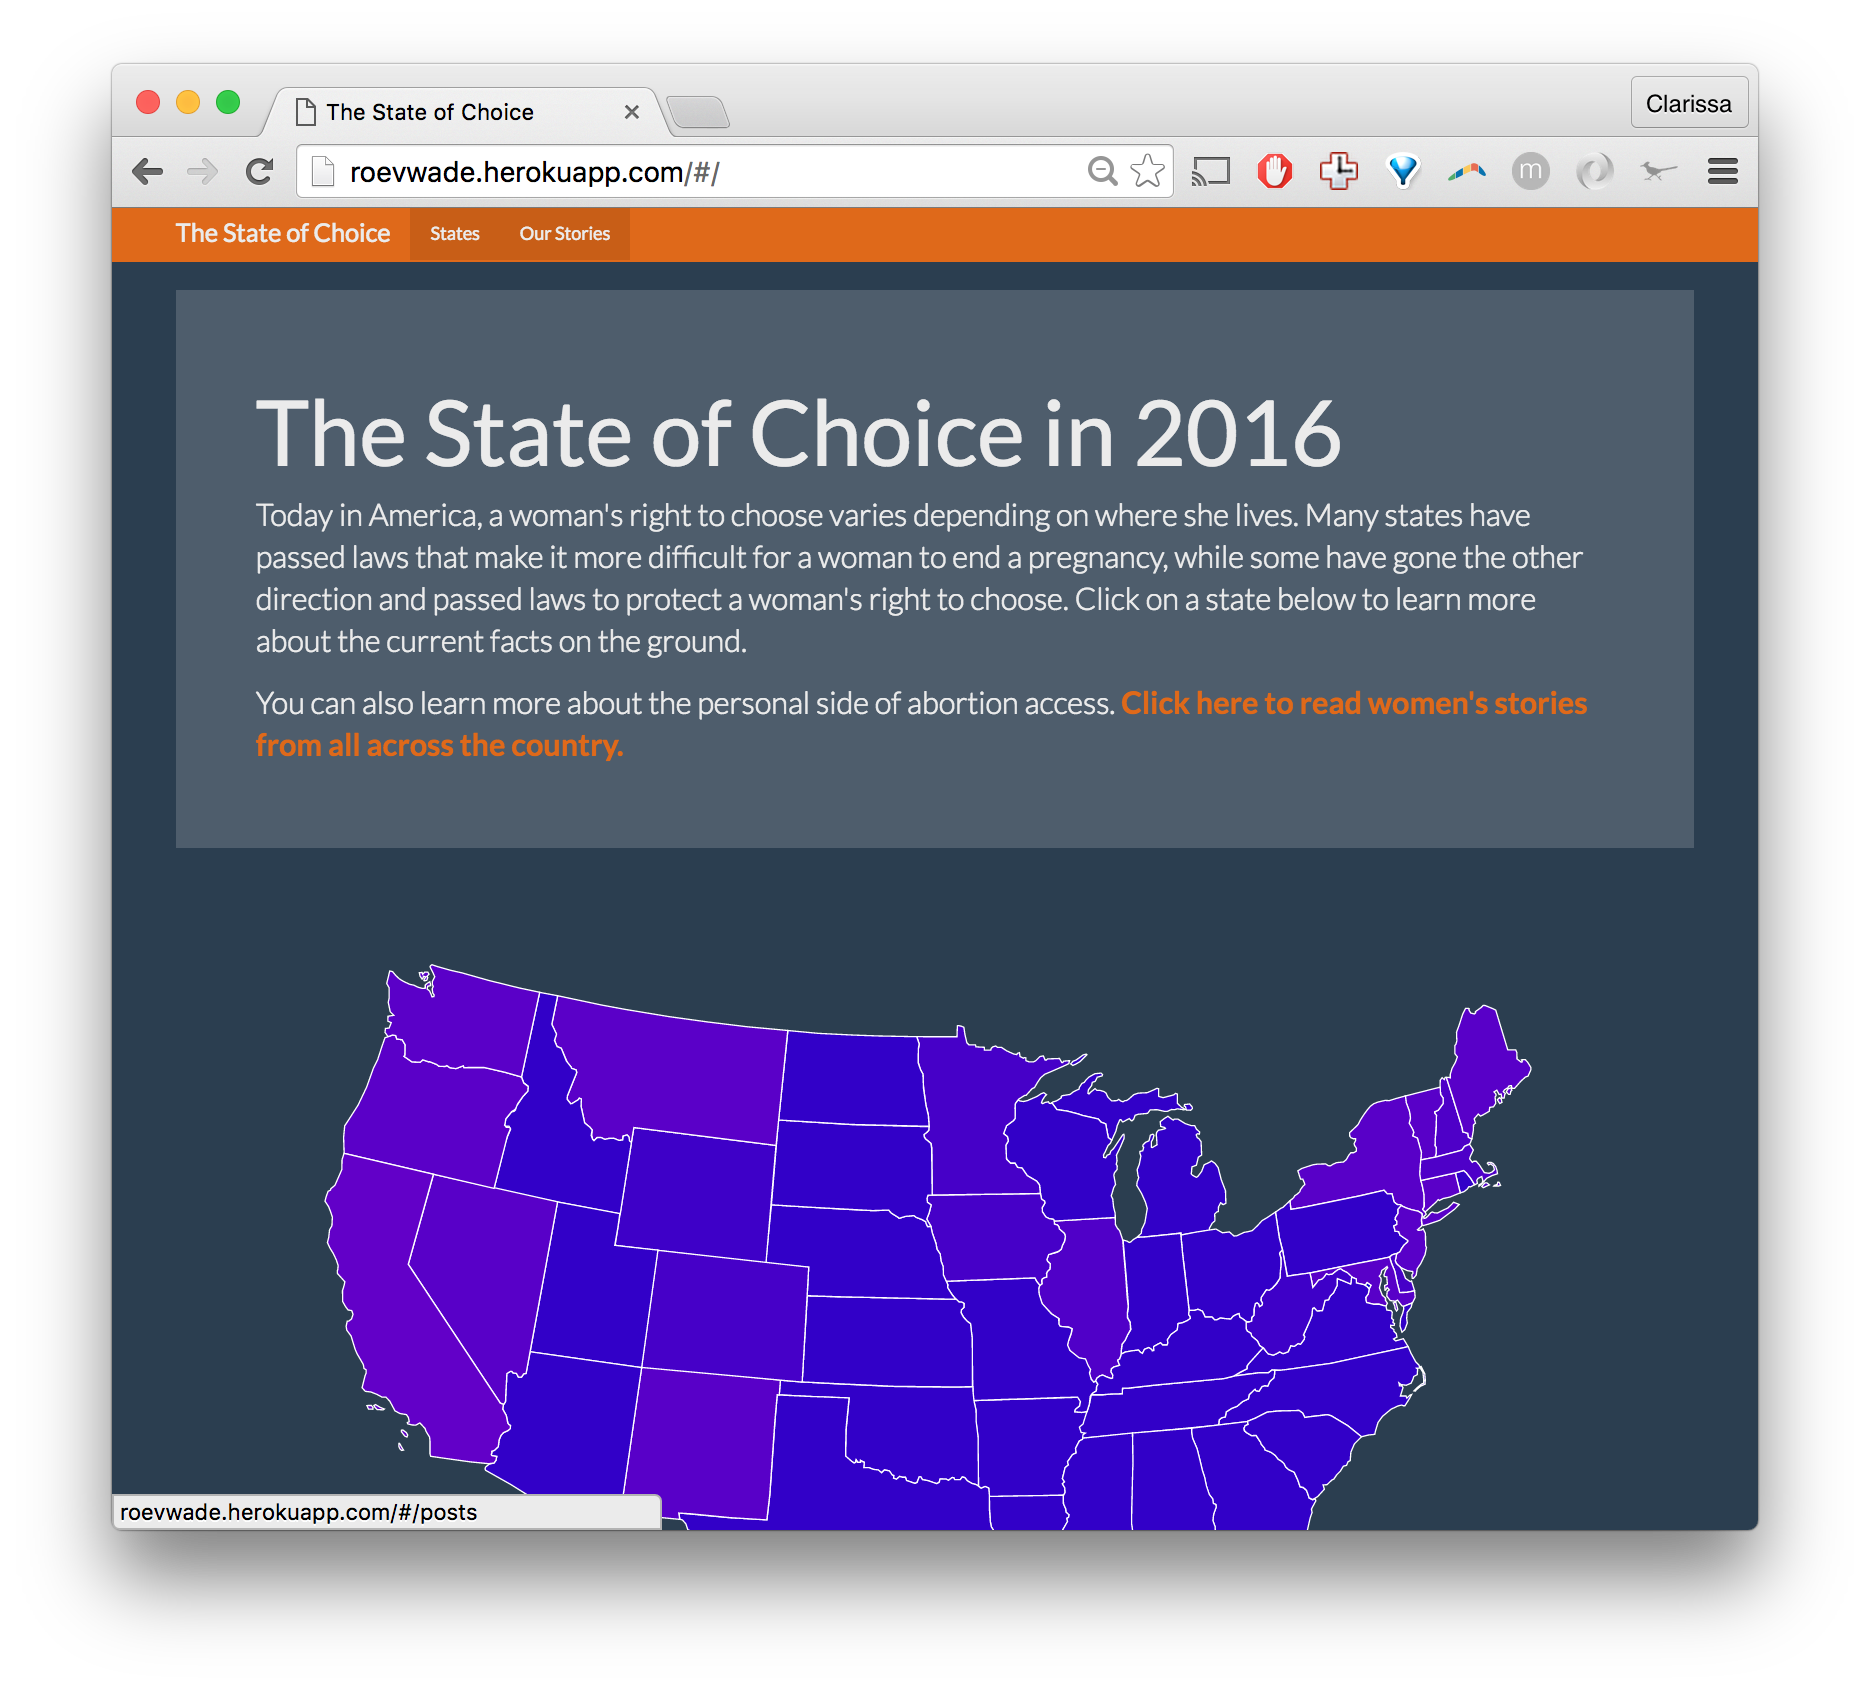 The State of Choice
Clarissa
roevwade.herokuapp.com/#/
m
The State of Choice States Our Stories
The State of Choice in 2016
Today in America, a woman's right to choose varies depending on where she lives. Many states have
passed laws that make it more difficult for a woman to end a pregnancy, while some have gone the other
direction and passed laws to protect a woman's right to choose. Click on a state below to learn more
about the current facts on the ground.
You can also learn more about the personal side of abortion access. Click here to read women's stories
from all across the country.
roevwade.herokuapp.com/#/posts